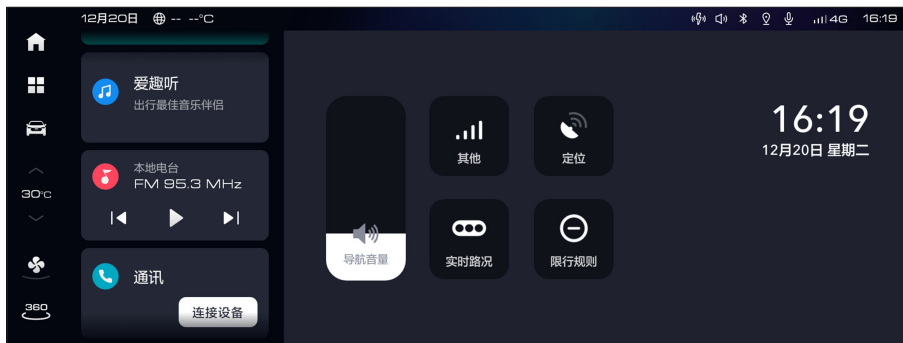 12月20日 -- --°C
4G 16:19
爱趣听
出行最佳音乐伴侣
本地电台
FM 95.3 MHz
通讯
连接设备
30°C
360
导航音量
其他
定位
实时路况
限行规则
16:19
12月20日 星期二